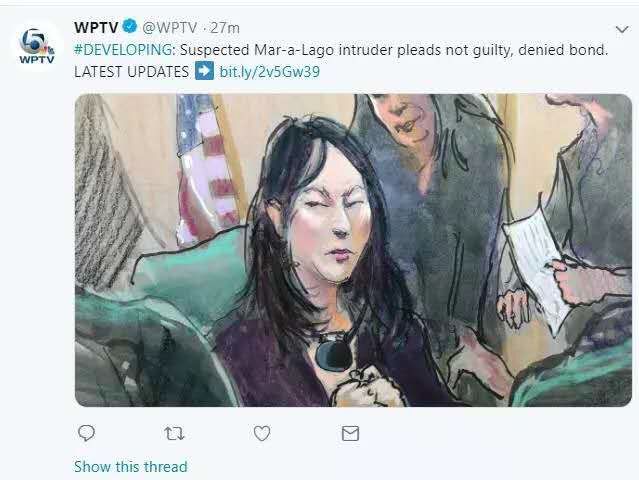 WPTV @WPTV · 27m
5
WPTV
#DEVELOPING: Suspected Mar-a-Lago intruder pleads not guilty, denied bond.
LATEST UPDATES ➡ bit.ly/2v5Gw39
Show this thread